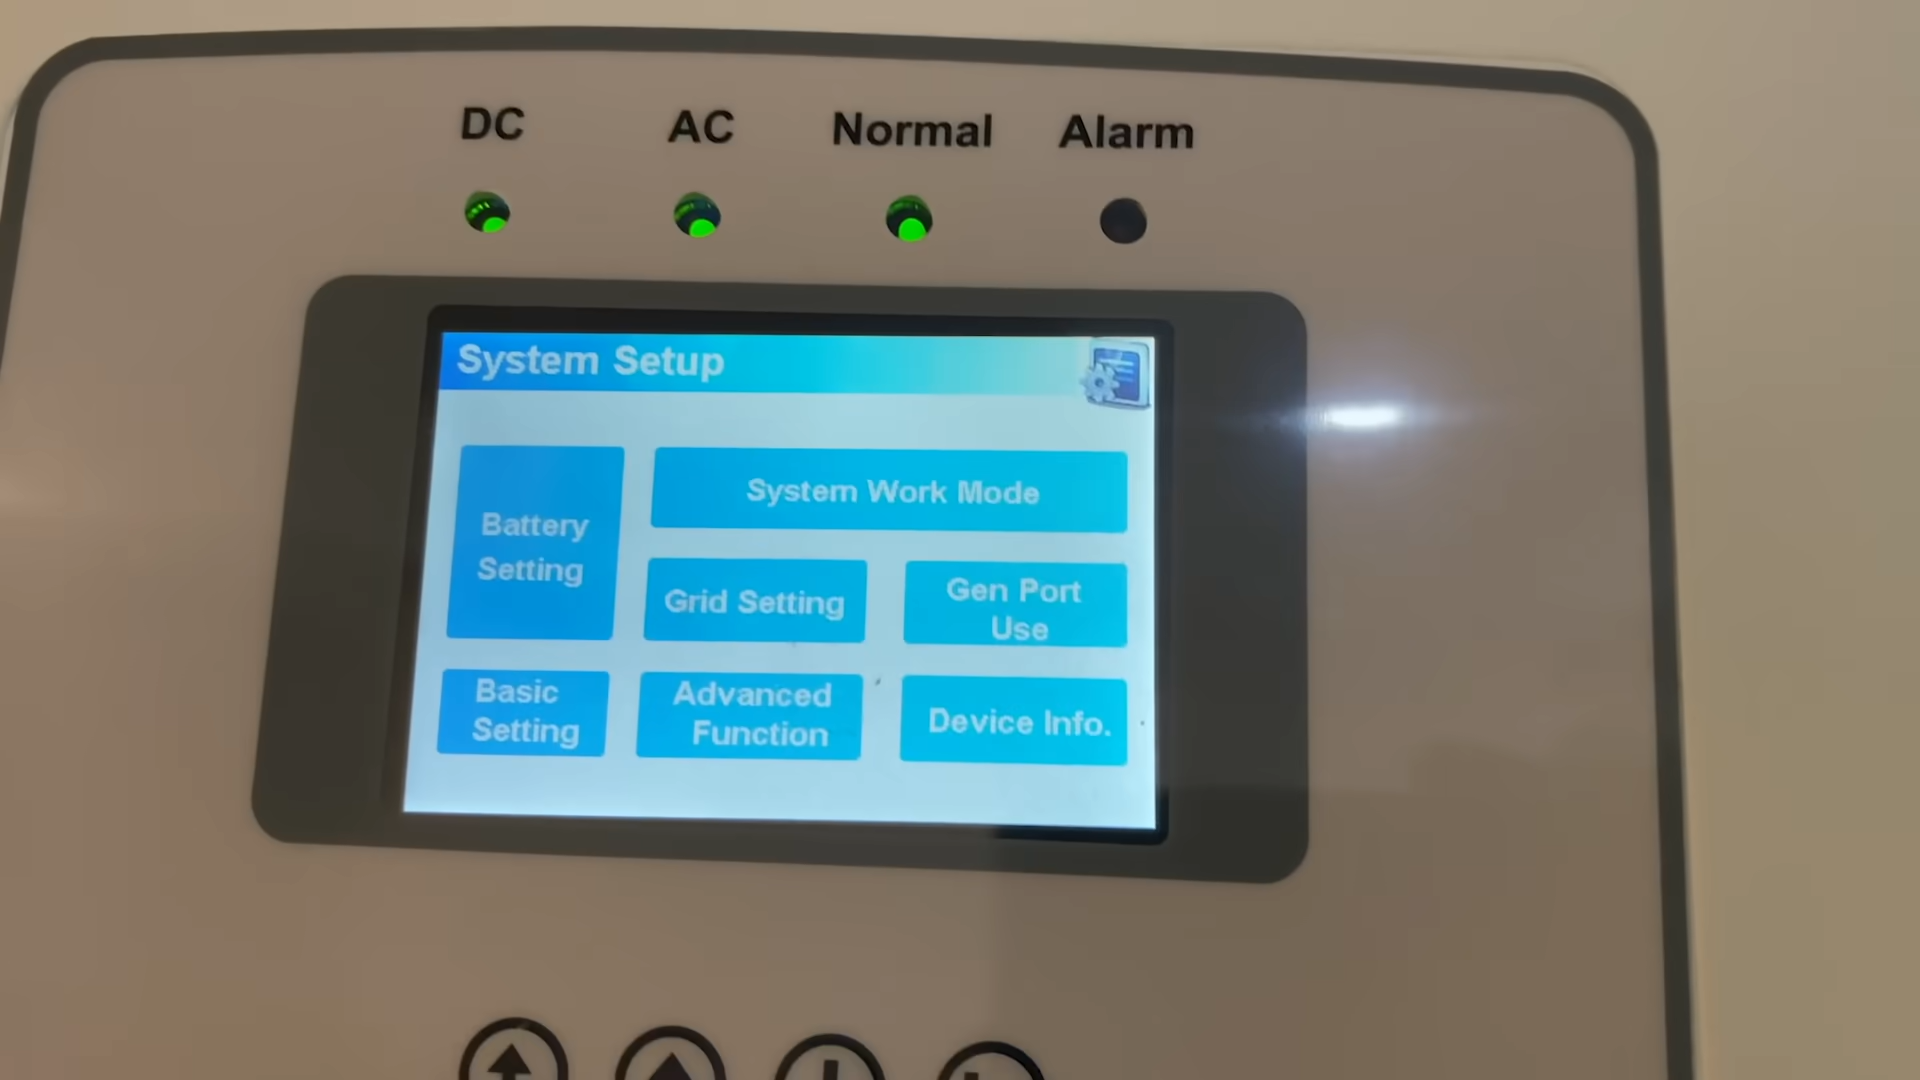 DC AC Normal Alarm
System Setup
Battery
Setting
System Work Mode
Grid Setting
Gen Port
Use
Basic
Setting
Advanced
Function
Device Info.